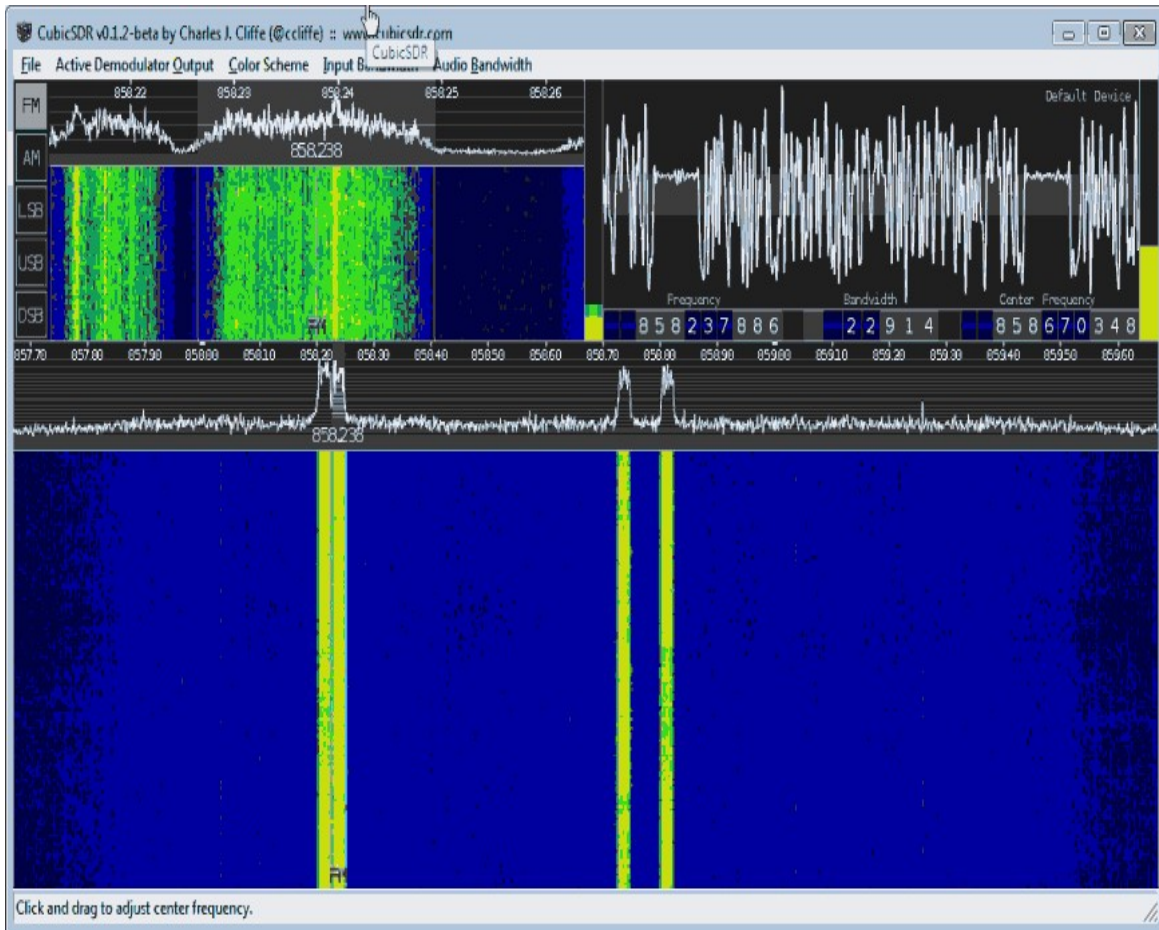 CubicSDR v0.1.2-beta by Charles J. Cliffe (@ccliffe) :: www.cubicsdr.com
CubicSDR
File Active Demodulator Output Color Scheme Input Bandwidth Audio Bandwidth
FM
AM
LSB
USB
DSB
858.22 858.23 858.24 858.25 858.26
858.238
FM
Default Device
Frequency Bandwidth Center Frequency
858237886 22914 858670348
857.70 857.80 857.90 858.00 858.10 858.20 858.30 858.40 858.50 858.60 858.70 858.80 858.90 859.00 859.10 859.20 859.30 859.40 859.50 859.60
858.238
FM
Click and drag to adjust center frequency.